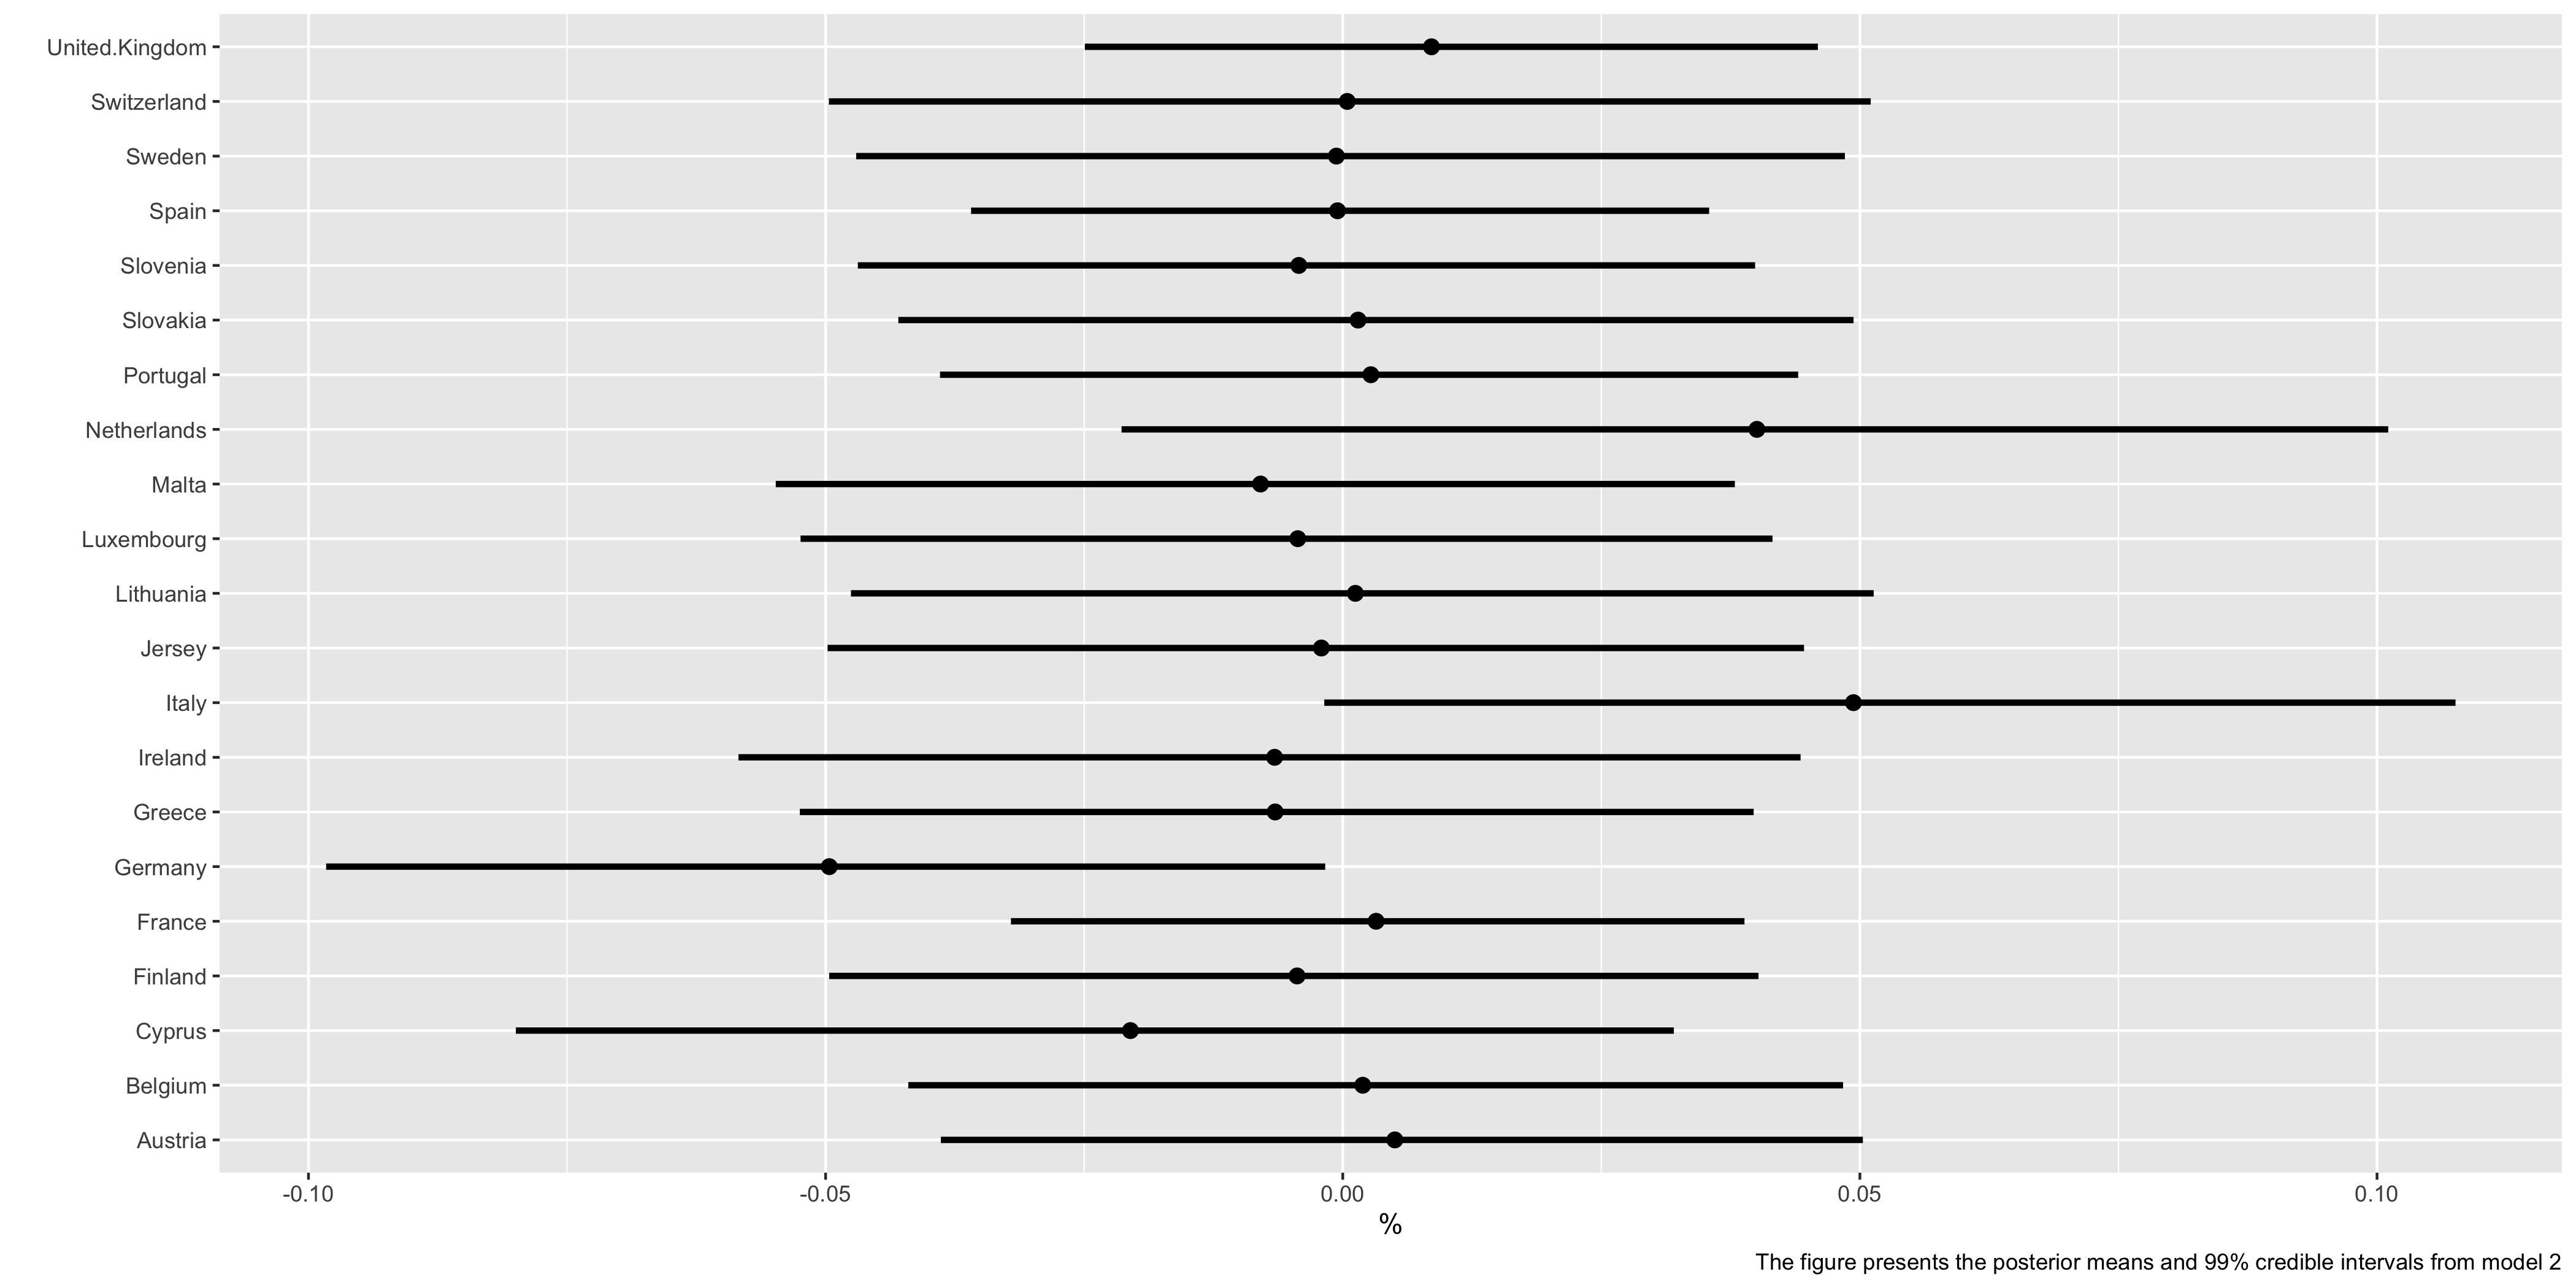 United.Kingdom
Switzerland
Sweden
Spain
Slovenia
Slovakia
Portugal
Netherlands
Malta
Luxembourg
Lithuania
Jersey
Italy
Ireland
Greece
Germany
France
Finland
Cyprus
Belgium
Austria
-0.10 -0.05 0.00 0.05 0.10
%
The figure presents the posterior means and 99% credible intervals from model 2